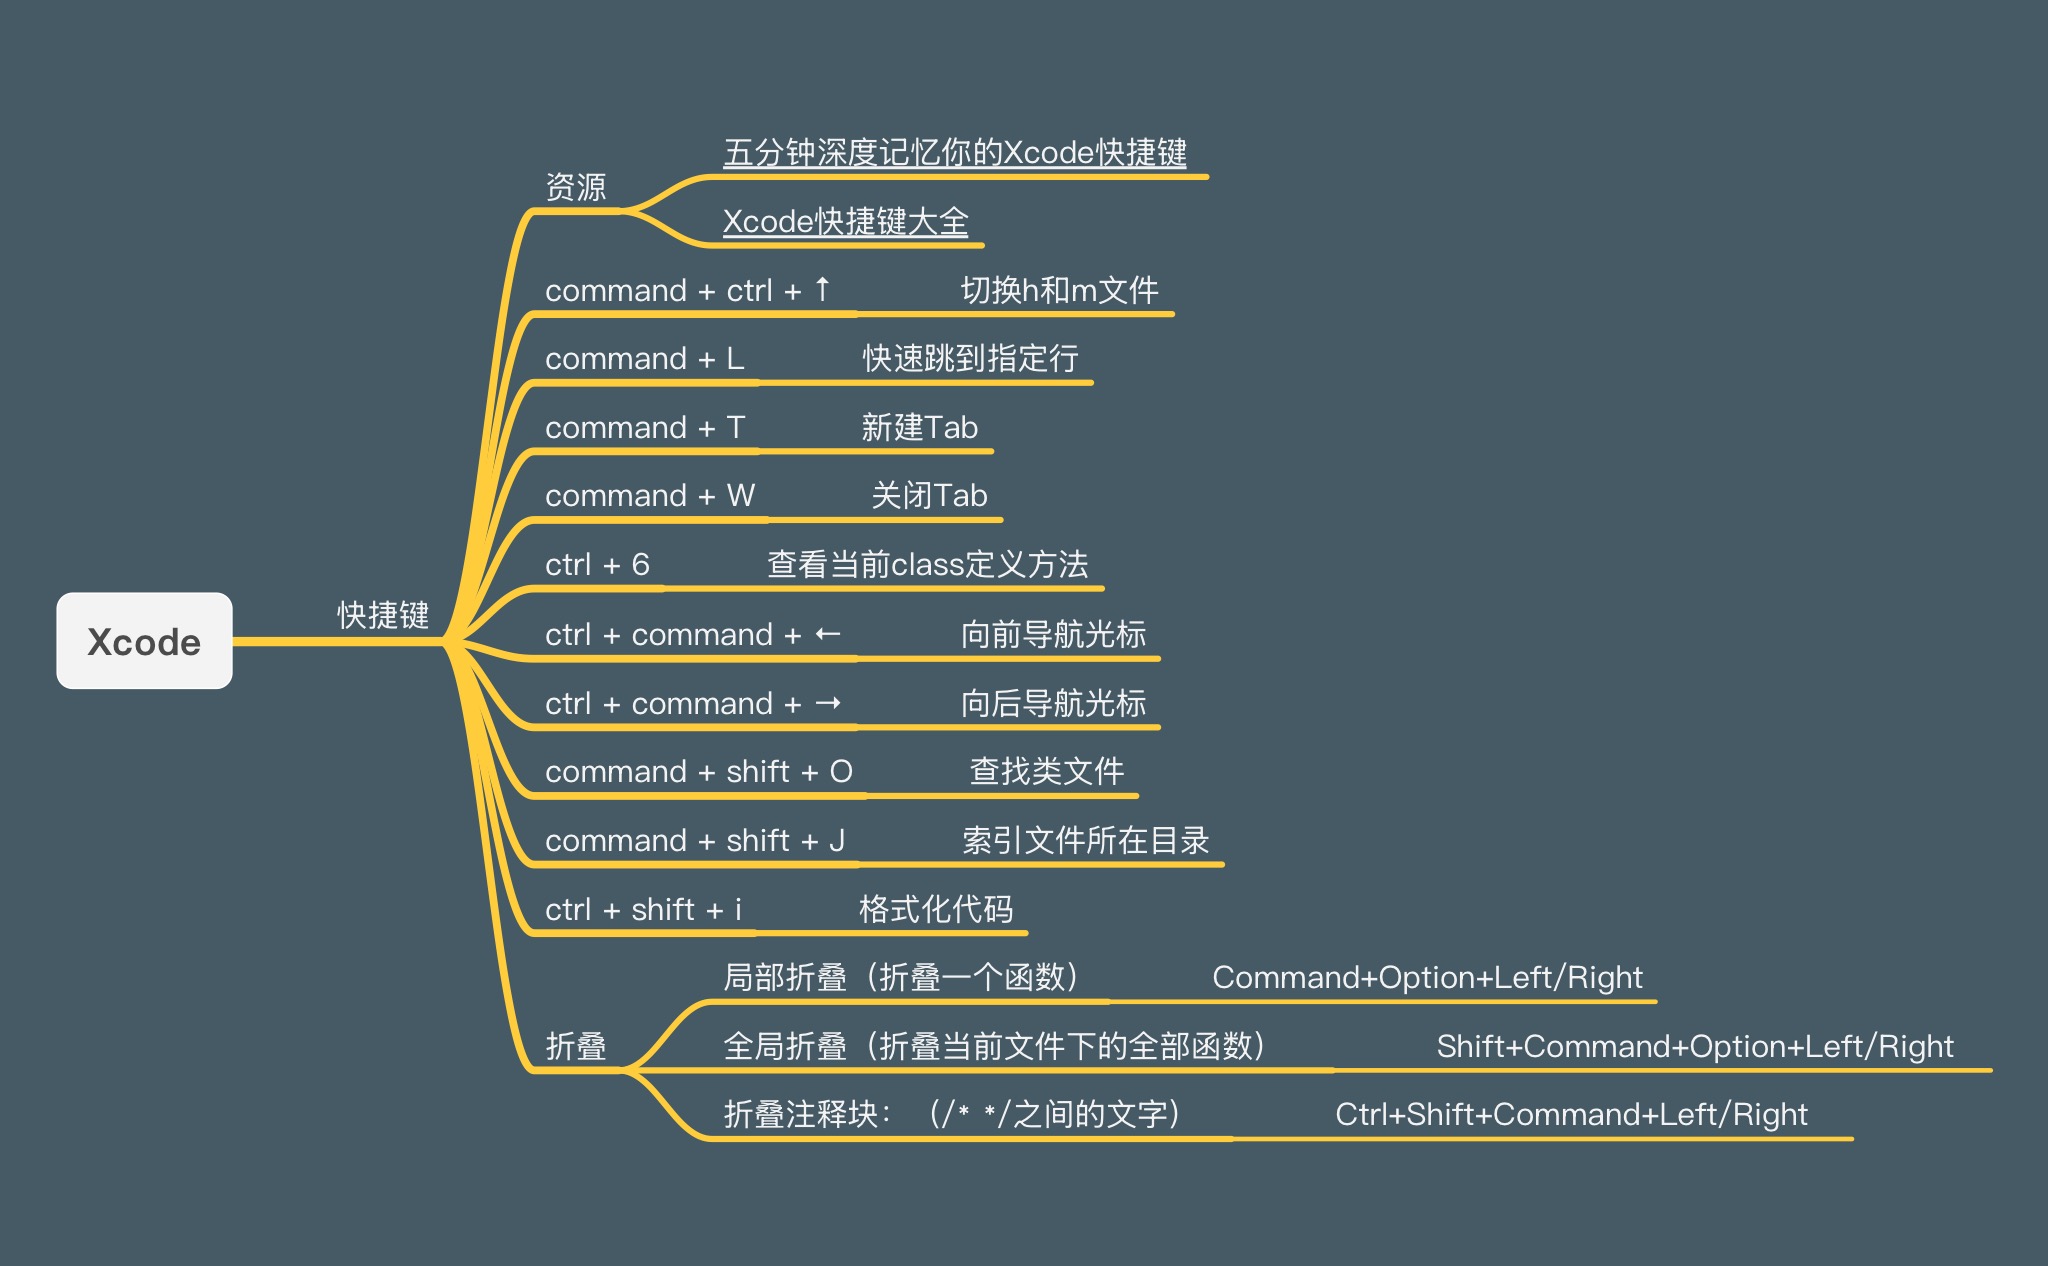 Xcode
快捷键
资源
五分钟深度记忆你的Xcode快捷键
Xcode快捷键大全
command + ctrl + ↑ 切换h和m文件
command + L 快速跳到指定行
command + T 新建Tab
command + W 关闭Tab
ctrl + 6 查看当前class定义方法
ctrl + command + ← 向前导航光标
ctrl + command + → 向后导航光标
command + shift + O 查找类文件
command + shift + J 索引文件所在目录
ctrl + shift + i 格式化代码
折叠
局部折叠（折叠一个函数） Command+Option+Left/Right
全局折叠（折叠当前文件下的全部函数） Shift+Command+Option+Left/Right
折叠注释块：（/* */之间的文字） Ctrl+Shift+Command+Left/Right